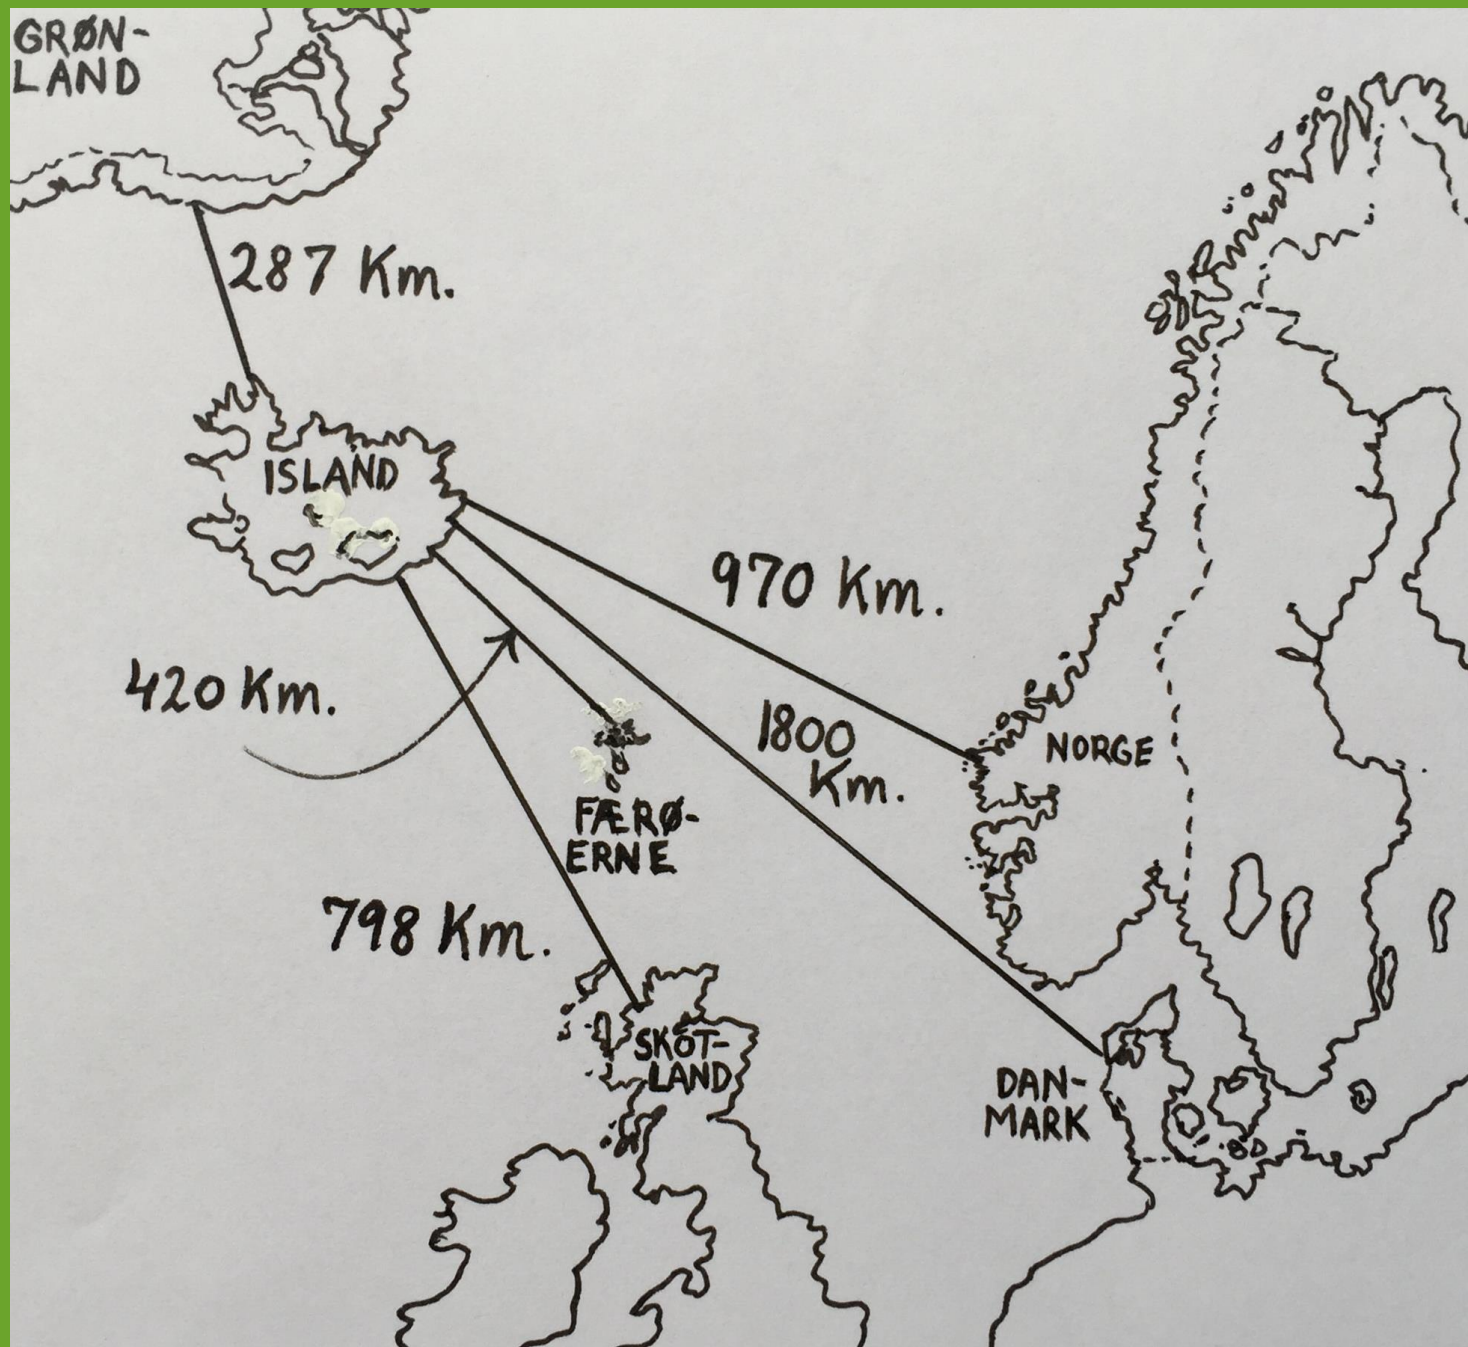 GRØN-
LAND
287 Km.
ISLAND
970 Km.
420 Km.
1800
Km.
NORGE
FÆRØ-
ERNE
798 Km.
SKOT-
LAND
DAN-
MARK